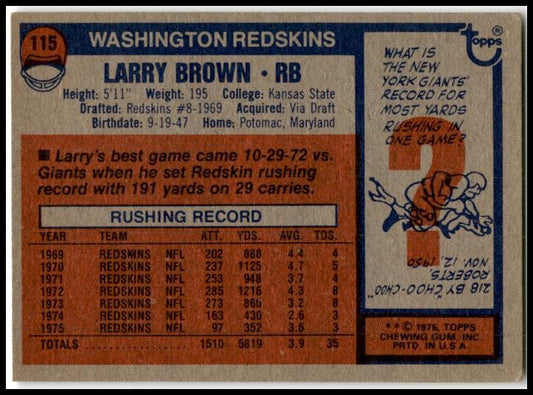 115
WASHINGTON REDSKINS
LARRY BROWN · RB
Height: 5'11" Weight: 195 College: Kansas State
Drafted: Redskins #8-1969 Acquired: Via Draft
Birthdate: 9-19-47 Home: Potomac, Maryland
Larry's best game came 10-29-72 vs.
Giants when he set Redskin rushing
record with 191 yards on 29 carries.
RUSHING RECORD
YEAR TEAM ATT. YDS. AVG. TDS
1969 REDSKINS NFL 202 888 4.4 4
1970 REDSKINS NFL 237 1125 4.7 5
1971 REDSKINS NFL 253 948 3.7 4
1972 REDSKINS NFL 285 1216 4.3 8
1973 REDSKINS NFL 273 860 3.2 8
1974 REDSKINS NFL 163 430 2.6 3
1975 REDSKINS NFL 97 352 3.6 3
TOTALS 1510 5819 3.9 35
topps
WHAT IS
THE NEW
YORK GIANTS'
RECORD FOR
MOST YARDS
RUSHING IN
ONE GAME?
?
218 BY "CHOO-CHOO"
ROBERTS,
NOV. 12, 1950
** © 1976, TOPPS
CHEWING GUM, INC
PRTD. IN U.S.A